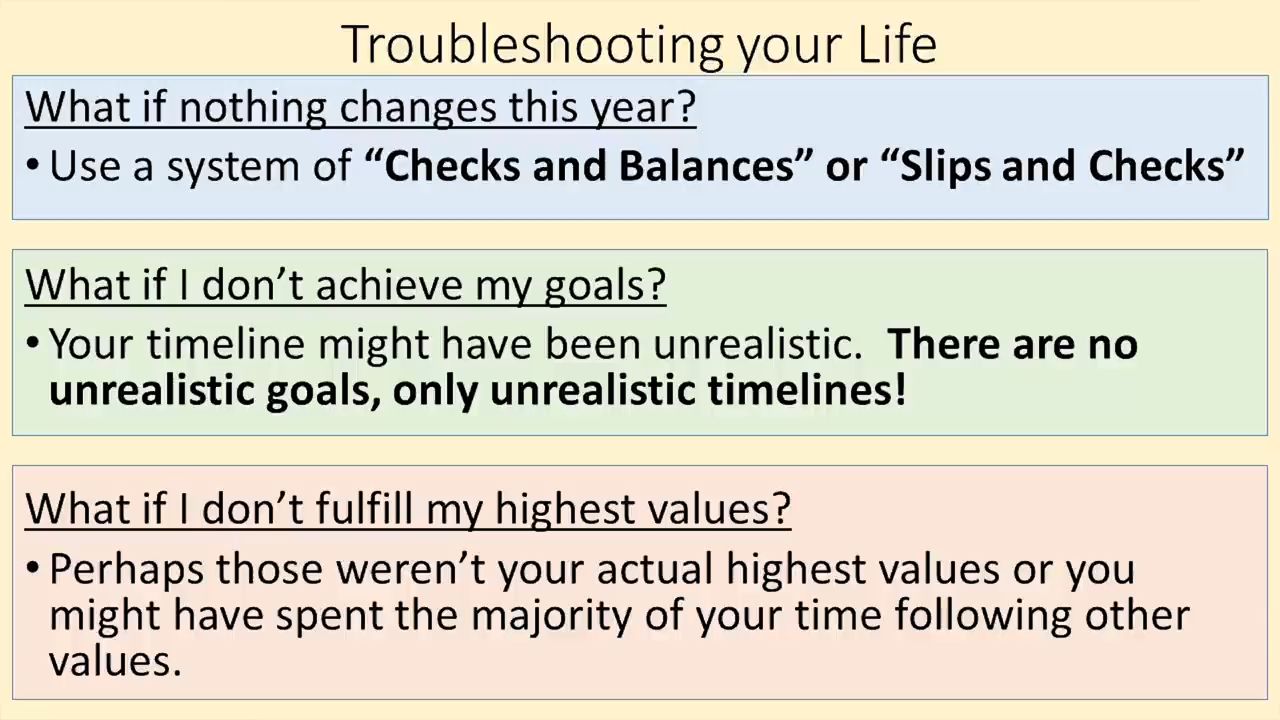 Troubleshooting your Life
What if nothing changes this year?
• Use a system of “Checks and Balances” or “Slips and Checks”
What if I don’t achieve my goals?
• Your timeline might have been unrealistic.  There are no
unrealistic goals, only unrealistic timelines!
What if I don’t fulfill my highest values?
• Perhaps those weren’t your actual highest values or you
might have spent the majority of your time following other
values.